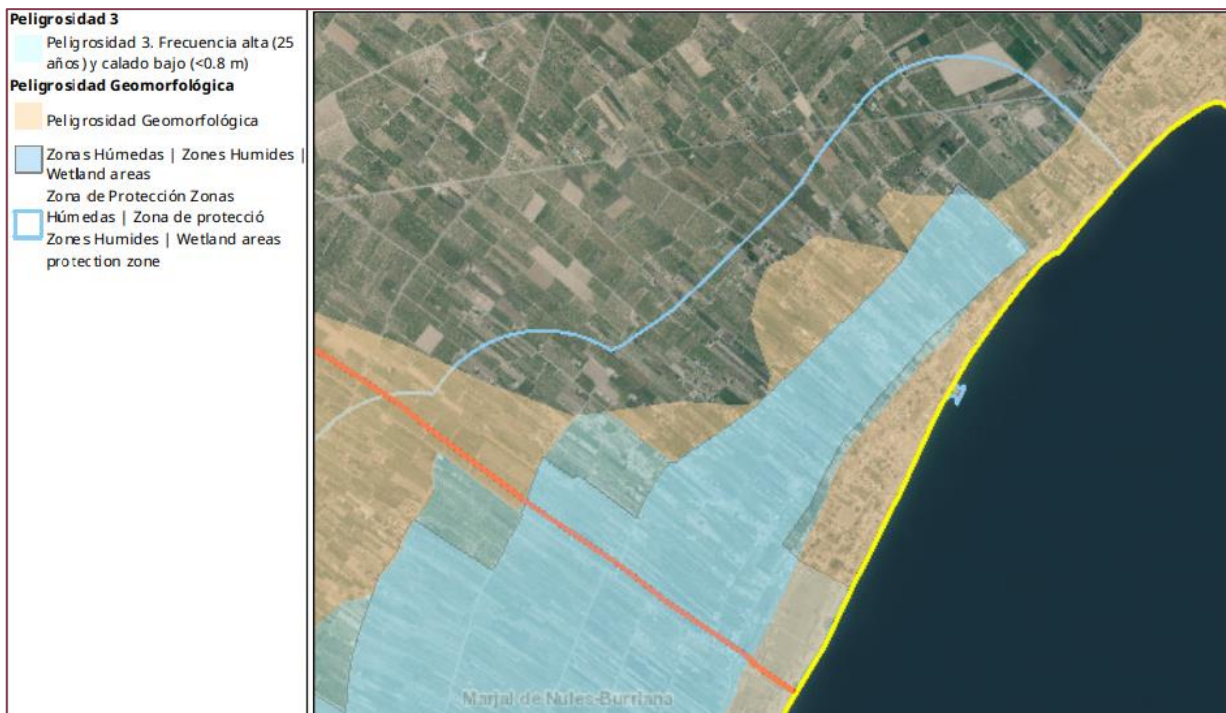 Peligrosidad 3
Peligrosidad 3. Frecuencia alta (25
años) y calado bajo (<0.8 m)
Peligrosidad Geomorfológica
Peligrosidad Geomorfológica
Zonas Húmedas | Zones Humides |
Wetland areas
Zona de Protección Zonas
Húmedas | Zona de protecció
Zones Humides | Wetland areas
protection zone
Marjal de Nules-Burriana